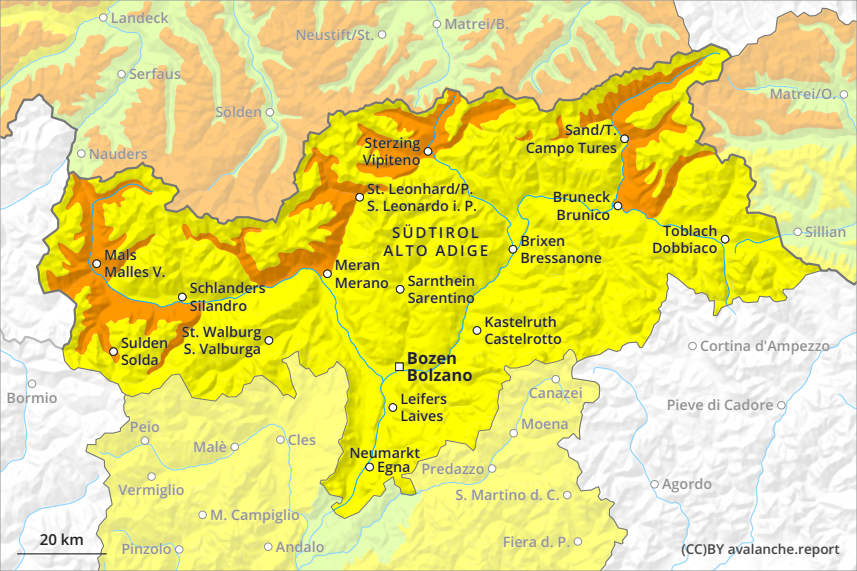 Landeck
Matrei/B.
Neustift/St.
Serfaus
Matrei/O.
Sölden
Sand/T.
Campo Tures
Sterzing
Vipiteno
Nauders
St. Leonhard/P.
S. Leonardo i. P.
Bruneck
Brunico
SÜDTIROL
ALTO ADIGE
Toblach
Dobbiaco
Sillian
Brixen
Bressanone
Mals
Malles V.
Meran
Merano
Sarnthein
Sarentino
Schlanders
Silandro
St. Walburg
S. Valburga
Kastelruth
Castelrotto
Sulden
Solda
Cortina d'Ampezzo
Bozen
Bolzano
Bormio
Canazei
Leifers
Laives
Pieve di Cadore
Peio
Moena
Malè
Cles
Neumarkt
Egna
Predazzo
Vermiglio
Agordo
S. Martino d. C.
M. Campiglio
20 km
Pinzolo
Andalo
Fiera d. P.
(CC)BY avalanche.report